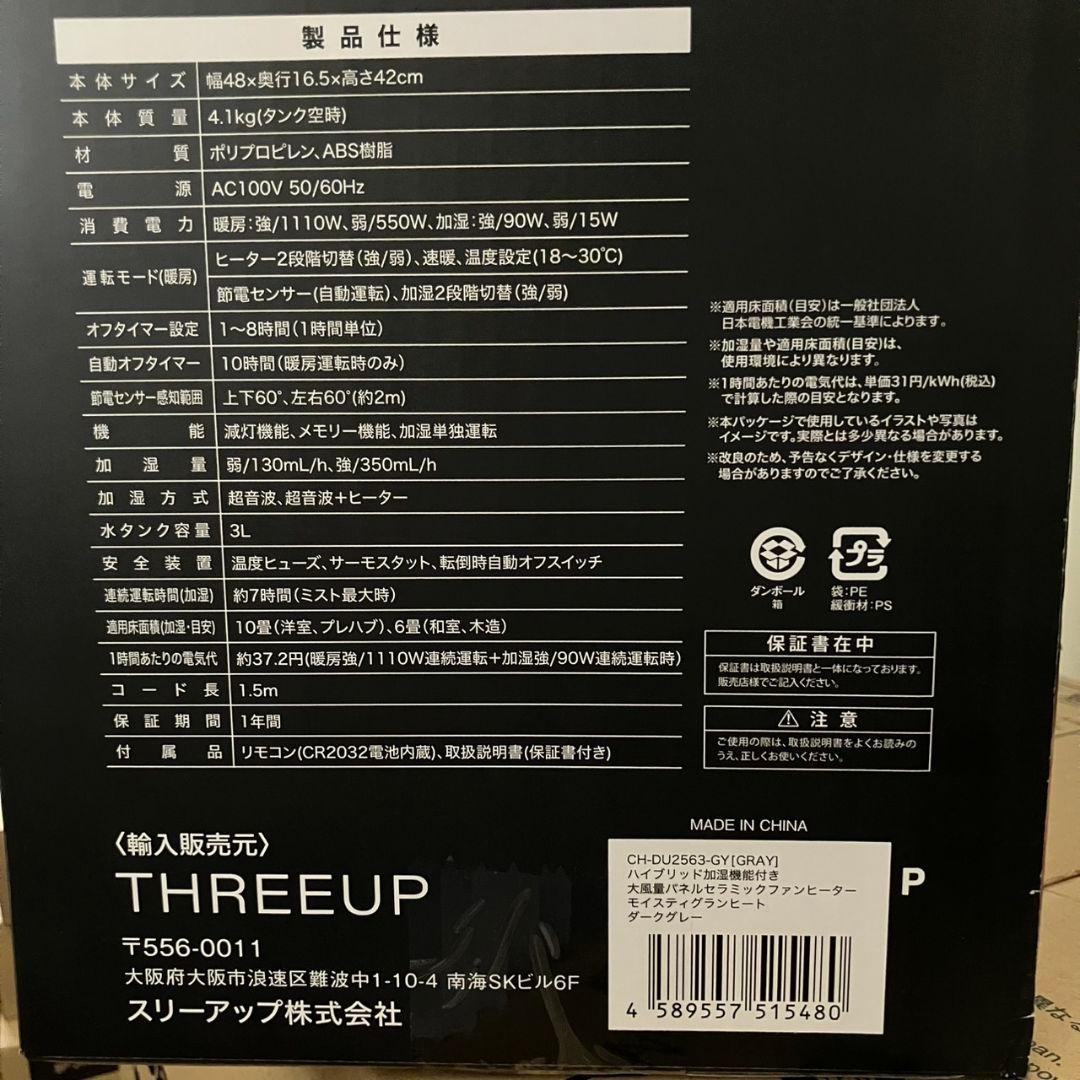 製品仕様
本体サイズ 幅48×奥行16.5×高さ42cm
本体質量 4.1kg(タンク空時)
材質 ポリプロピレン、ABS樹脂
電源 AC100V 50/60Hz
消費電力 暖房:強/1110W、弱/550W、加湿:強/90W、弱/15W
運転モード(暖房) ヒーター2段階切替(強/弱)、速暖、温度設定(18〜30℃)
節電センサー(自動運転)、加湿2段階切替(強/弱)
オフタイマー設定 1〜8時間(1時間単位)
自動オフタイマー 10時間(暖房運転時のみ)
節電センサー感知範囲 上下60°、左右60°(約2m)
機能 減灯機能、メモリー機能、加湿単独運転
加湿量 弱/130mL/h、強/350mL/h
加湿方式 超音波、超音波+ヒーター
水タンク容量 3L
安全装置 温度ヒューズ、サーモスタット、転倒時自動オフスイッチ
連続運転時間(加湿) 約7時間(ミスト最大時)
適用床面積(加湿・目安) 10畳(洋室、プレハブ)、6畳(和室、木造)
1時間あたりの電気代 約37.2円(暖房強/1110W連続運転+加湿強/90W連続運転時)
コード長 1.5m
保証期間 1年間
付属品 リモコン(CR2032電池内蔵)、取扱説明書(保証書付き)
※適用床面積(目安)は一般社団法人
日本電機工業会の統一基準によります。
※加湿量や適用床面積(目安)は、
使用環境により異なります。
※1時間あたりの電気代は、単価31円/kWh(税込)
で計算した際の目安となります。
※本パッケージで使用しているイラストや写真は
イメージです。実際とは多少異なる場合があります。
※改良のため、予告なくデザイン・仕様を変更する
場合がありますのでご了承ください。
ダンボール
箱
プラ
袋:PE
緩衝材:PS
保証書在中
保証書は取扱説明書と一体になっております。
販売店様でご記入ください。
⚠ 注意
ご使用の際は、取扱説明書をよくお読みの
うえ、正しくお使いください。
〈輸入販売元〉
THREEUP
〒556-0011
大阪府大阪市浪速区難波中1-10-4 南海SKビル6F
スリーアップ株式会社
MADE IN CHINA
CH-DU2563-GY[GRAY]
ハイブリッド加湿機能付き
大風量パネルセラミックファンヒーター
モイスティグランヒート
ダークグレー
4 589557 515480
P